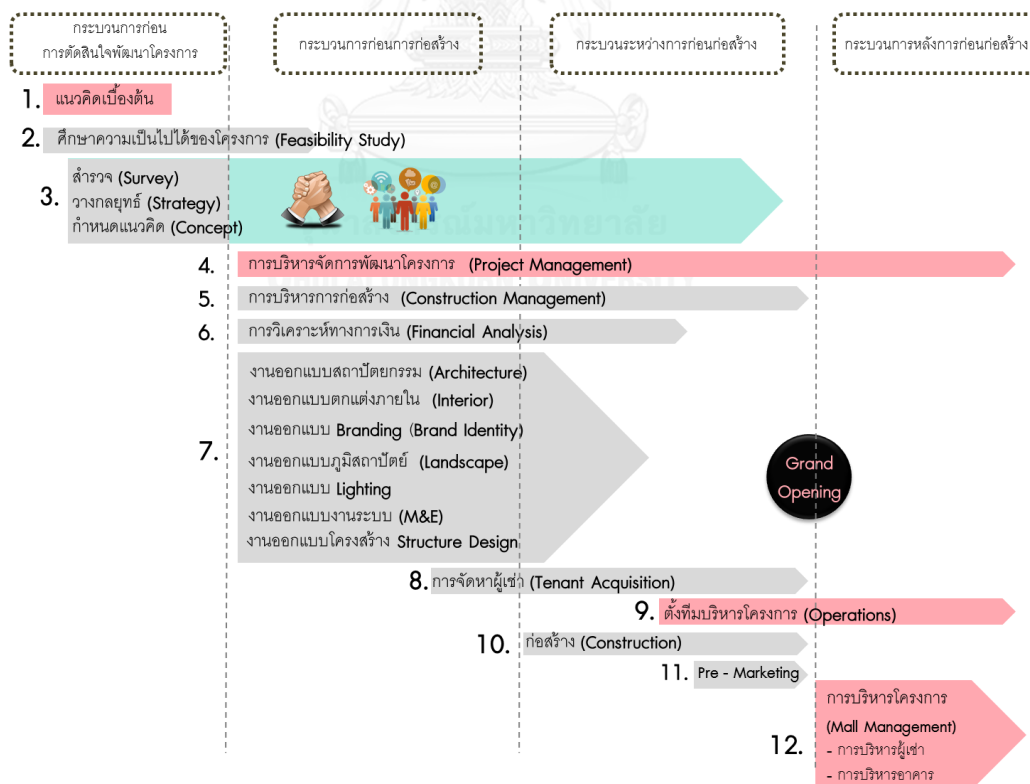 กระบวนการก่อน
การตัดสินใจพัฒนาโครงการ
กระบวนการก่อนการก่อสร้าง
กระบวนระหว่างการก่อนก่อสร้าง
กระบวนการหลังการก่อนก่อสร้าง
1. แนวคิดเบื้องต้น
2. ศึกษาความเป็นไปได้ของโครงการ (Feasibility Study)
3.
สำรวจ (Survey)
วางกลยุทธ์ (Strategy)
กำหนดแนวคิด (Concept)
4. การบริหารจัดการพัฒนาโครงการ (Project Management)
5. การบริหารการก่อสร้าง (Construction Management)
6. การวิเคราะห์ทางการเงิน (Financial Analysis)
7.
งานออกแบบสถาปัตยกรรม (Architecture)
งานออกแบบตกแต่งภายใน (Interior)
งานออกแบบ Branding (Brand Identity)
งานออกแบบภูมิสถาปัตย์ (Landscape)
งานออกแบบ Lighting
งานออกแบบงานระบบ (M&E)
งานออกแบบโครงสร้าง Structure Design
Grand
Opening
8. การจัดหาผู้เช่า (Tenant Acquisition)
9. ตั้งทีมบริหารโครงการ (Operations)
10. ก่อสร้าง (Construction)
11. Pre - Marketing
12.
การบริหารโครงการ
(Mall Management)
- การบริหารผู้เช่า
- การบริหารอาคาร